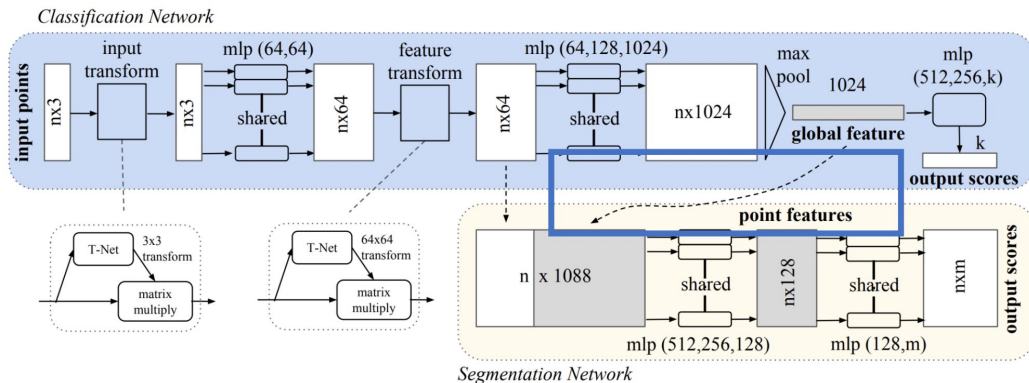 Classification Network
input points
nx3
input
transform
nx3
mlp (64,64)
shared
nx64
feature
transform
nx64
mlp (64,128,1024)
shared
nx1024
max
pool
1024
global feature
mlp
(512,256,k)
k
output scores
T-Net
3x3
transform
matrix
multiply
T-Net
64x64
transform
matrix
multiply
point features
n x 1088
shared
mlp (512,256,128)
nx128
shared
mlp (128,m)
nxm
output scores
Segmentation Network